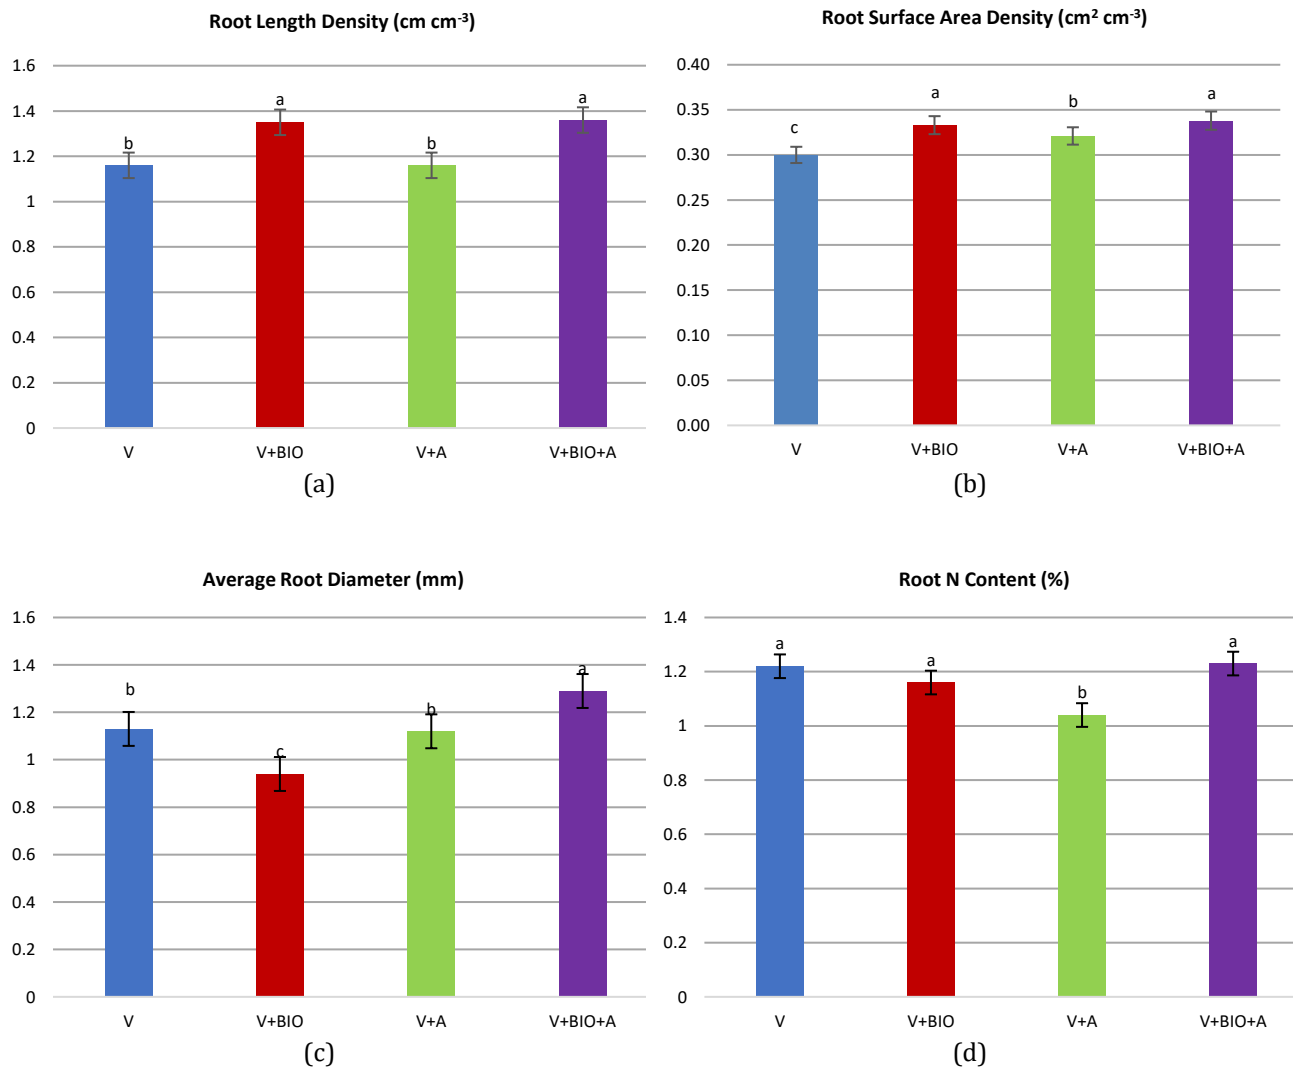 Root Length Density (cm cm⁻³)
1.6
1.4
1.2
1
0.8
0.6
0.4
0.2
0
b
a
b
a
V
V+BIO
V+A
V+BIO+A
(a)
Root Surface Area Density (cm² cm⁻³)
0.40
0.35
0.30
0.25
0.20
0.15
0.10
0.05
0.00
c
a
b
a
V
V+BIO
V+A
V+BIO+A
(b)
Average Root Diameter (mm)
1.6
1.4
1.2
1
0.8
0.6
0.4
0.2
0
b
c
b
a
V
V+BIO
V+A
V+BIO+A
(c)
Root N Content (%)
1.4
1.2
1
0.8
0.6
0.4
0.2
0
a
a
b
a
V
V+BIO
V+A
V+BIO+A
(d)